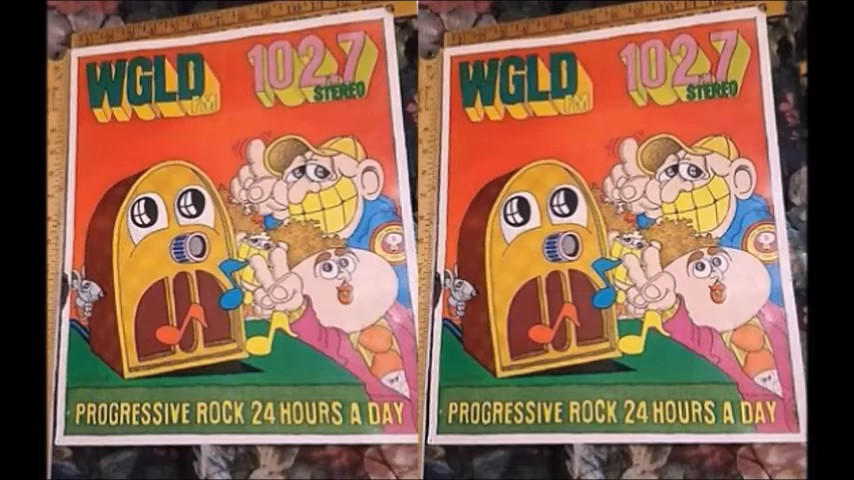 WGLD FM
102.7
STEREO
PROGRESSIVE ROCK 24 HOURS A DAY
WGLD FM
102.7
STEREO
PROGRESSIVE ROCK 24 HOURS A DAY